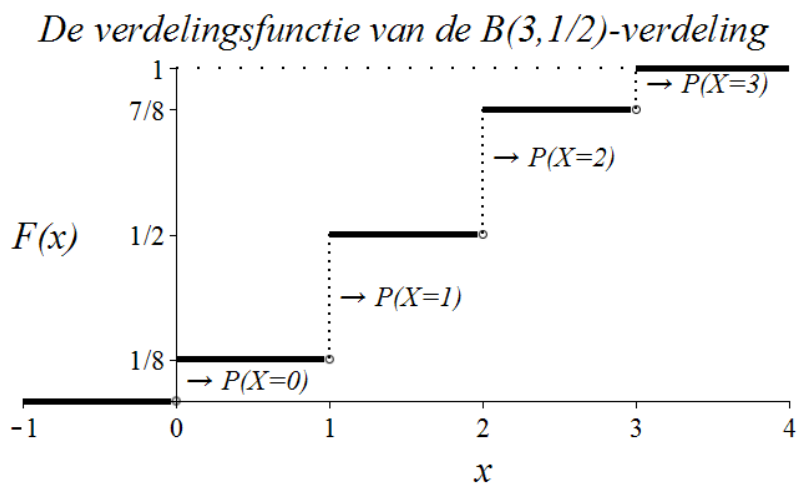 De verdelingsfunctie van de B(3,1/2)-verdeling
1
→ P(X=3)
7/8
→ P(X=2)
F(x)
1/2
→ P(X=1)
1/8
→ P(X=0)
−1 0 1 2 3 4
x